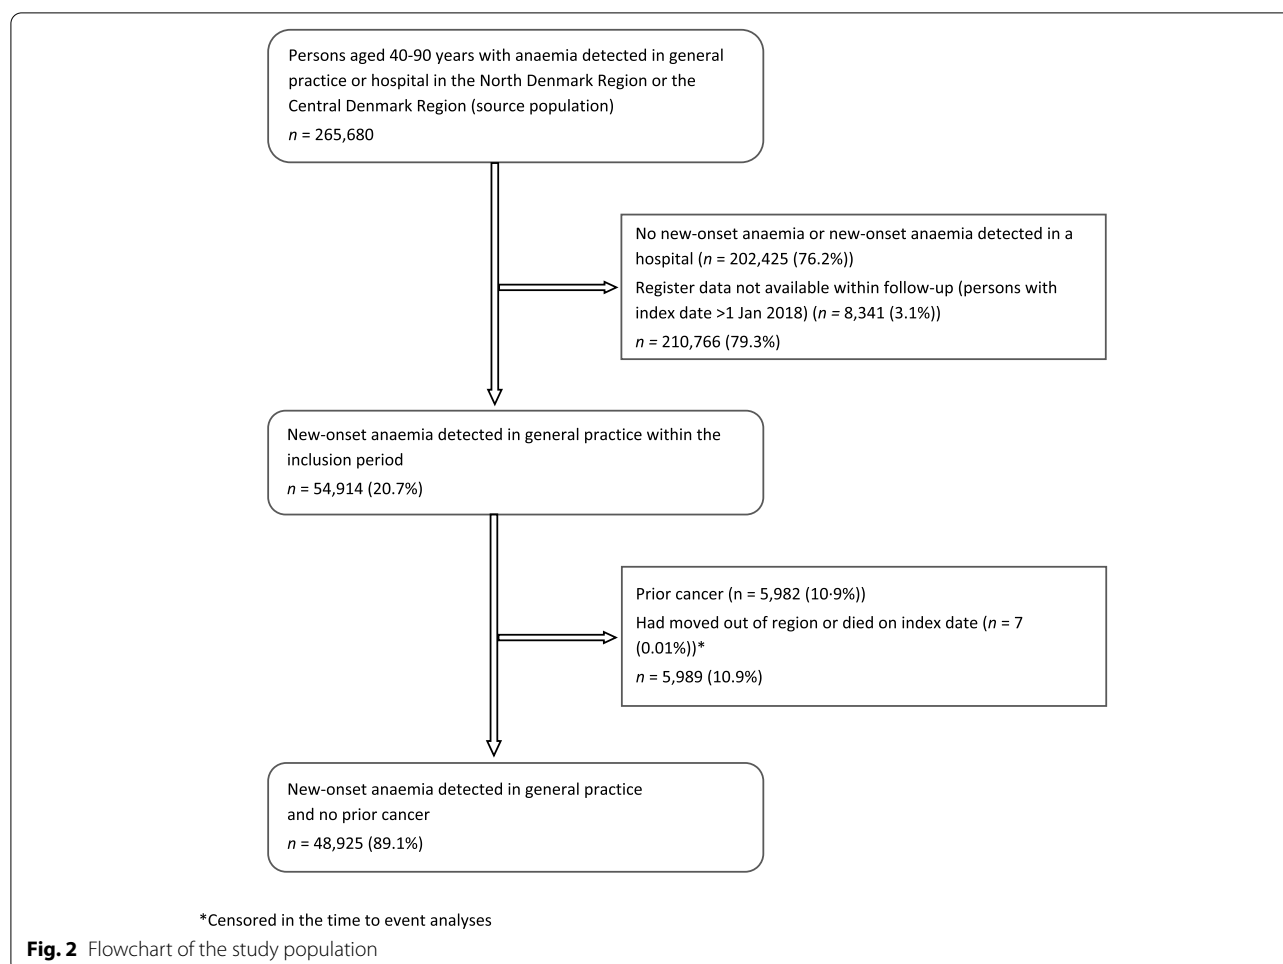 Persons aged 40-90 years with anaemia detected in general
practice or hospital in the North Denmark Region or the
Central Denmark Region (source population)
n = 265,680
No new-onset anaemia or new-onset anaemia detected in a
hospital (n = 202,425 (76.2%))
Register data not available within follow-up (persons with
index date >1 Jan 2018) (n = 8,341 (3.1%))
n = 210,766 (79.3%)
New-onset anaemia detected in general practice within the
inclusion period
n = 54,914 (20.7%)
Prior cancer (n = 5,982 (10·9%))
Had moved out of region or died on index date (n = 7
(0.01%))*
n = 5,989 (10.9%)
New-onset anaemia detected in general practice
and no prior cancer
n = 48,925 (89.1%)
*Censored in the time to event analyses
Fig. 2 Flowchart of the study population